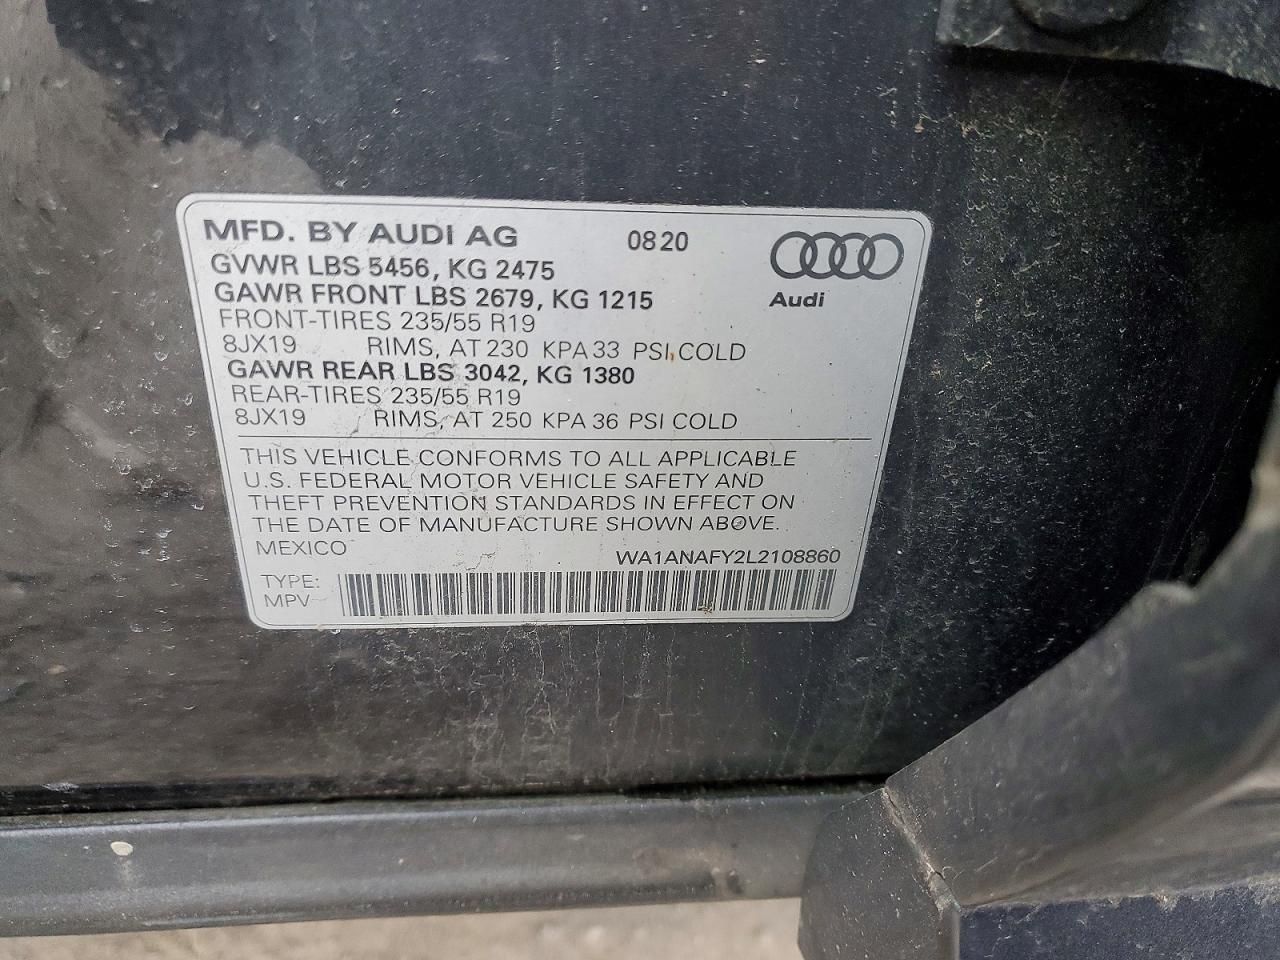 MFD. BY AUDI AG 08 20
GVWR LBS 5456, KG 2475
GAWR FRONT LBS 2679, KG 1215
Audi
FRONT-TIRES 235/55 R19
8JX19 RIMS, AT 230 KPA 33 PSI, COLD
GAWR REAR LBS 3042, KG 1380
REAR-TIRES 235/55 R19
8JX19 RIMS, AT 250 KPA 36 PSI COLD
THIS VEHICLE CONFORMS TO ALL APPLICABLE
U.S. FEDERAL MOTOR VEHICLE SAFETY AND
THEFT PREVENTION STANDARDS IN EFFECT ON
THE DATE OF MANUFACTURE SHOWN ABOVE.
MEXICO WA1ANAFY2L2108860
TYPE:
MPV